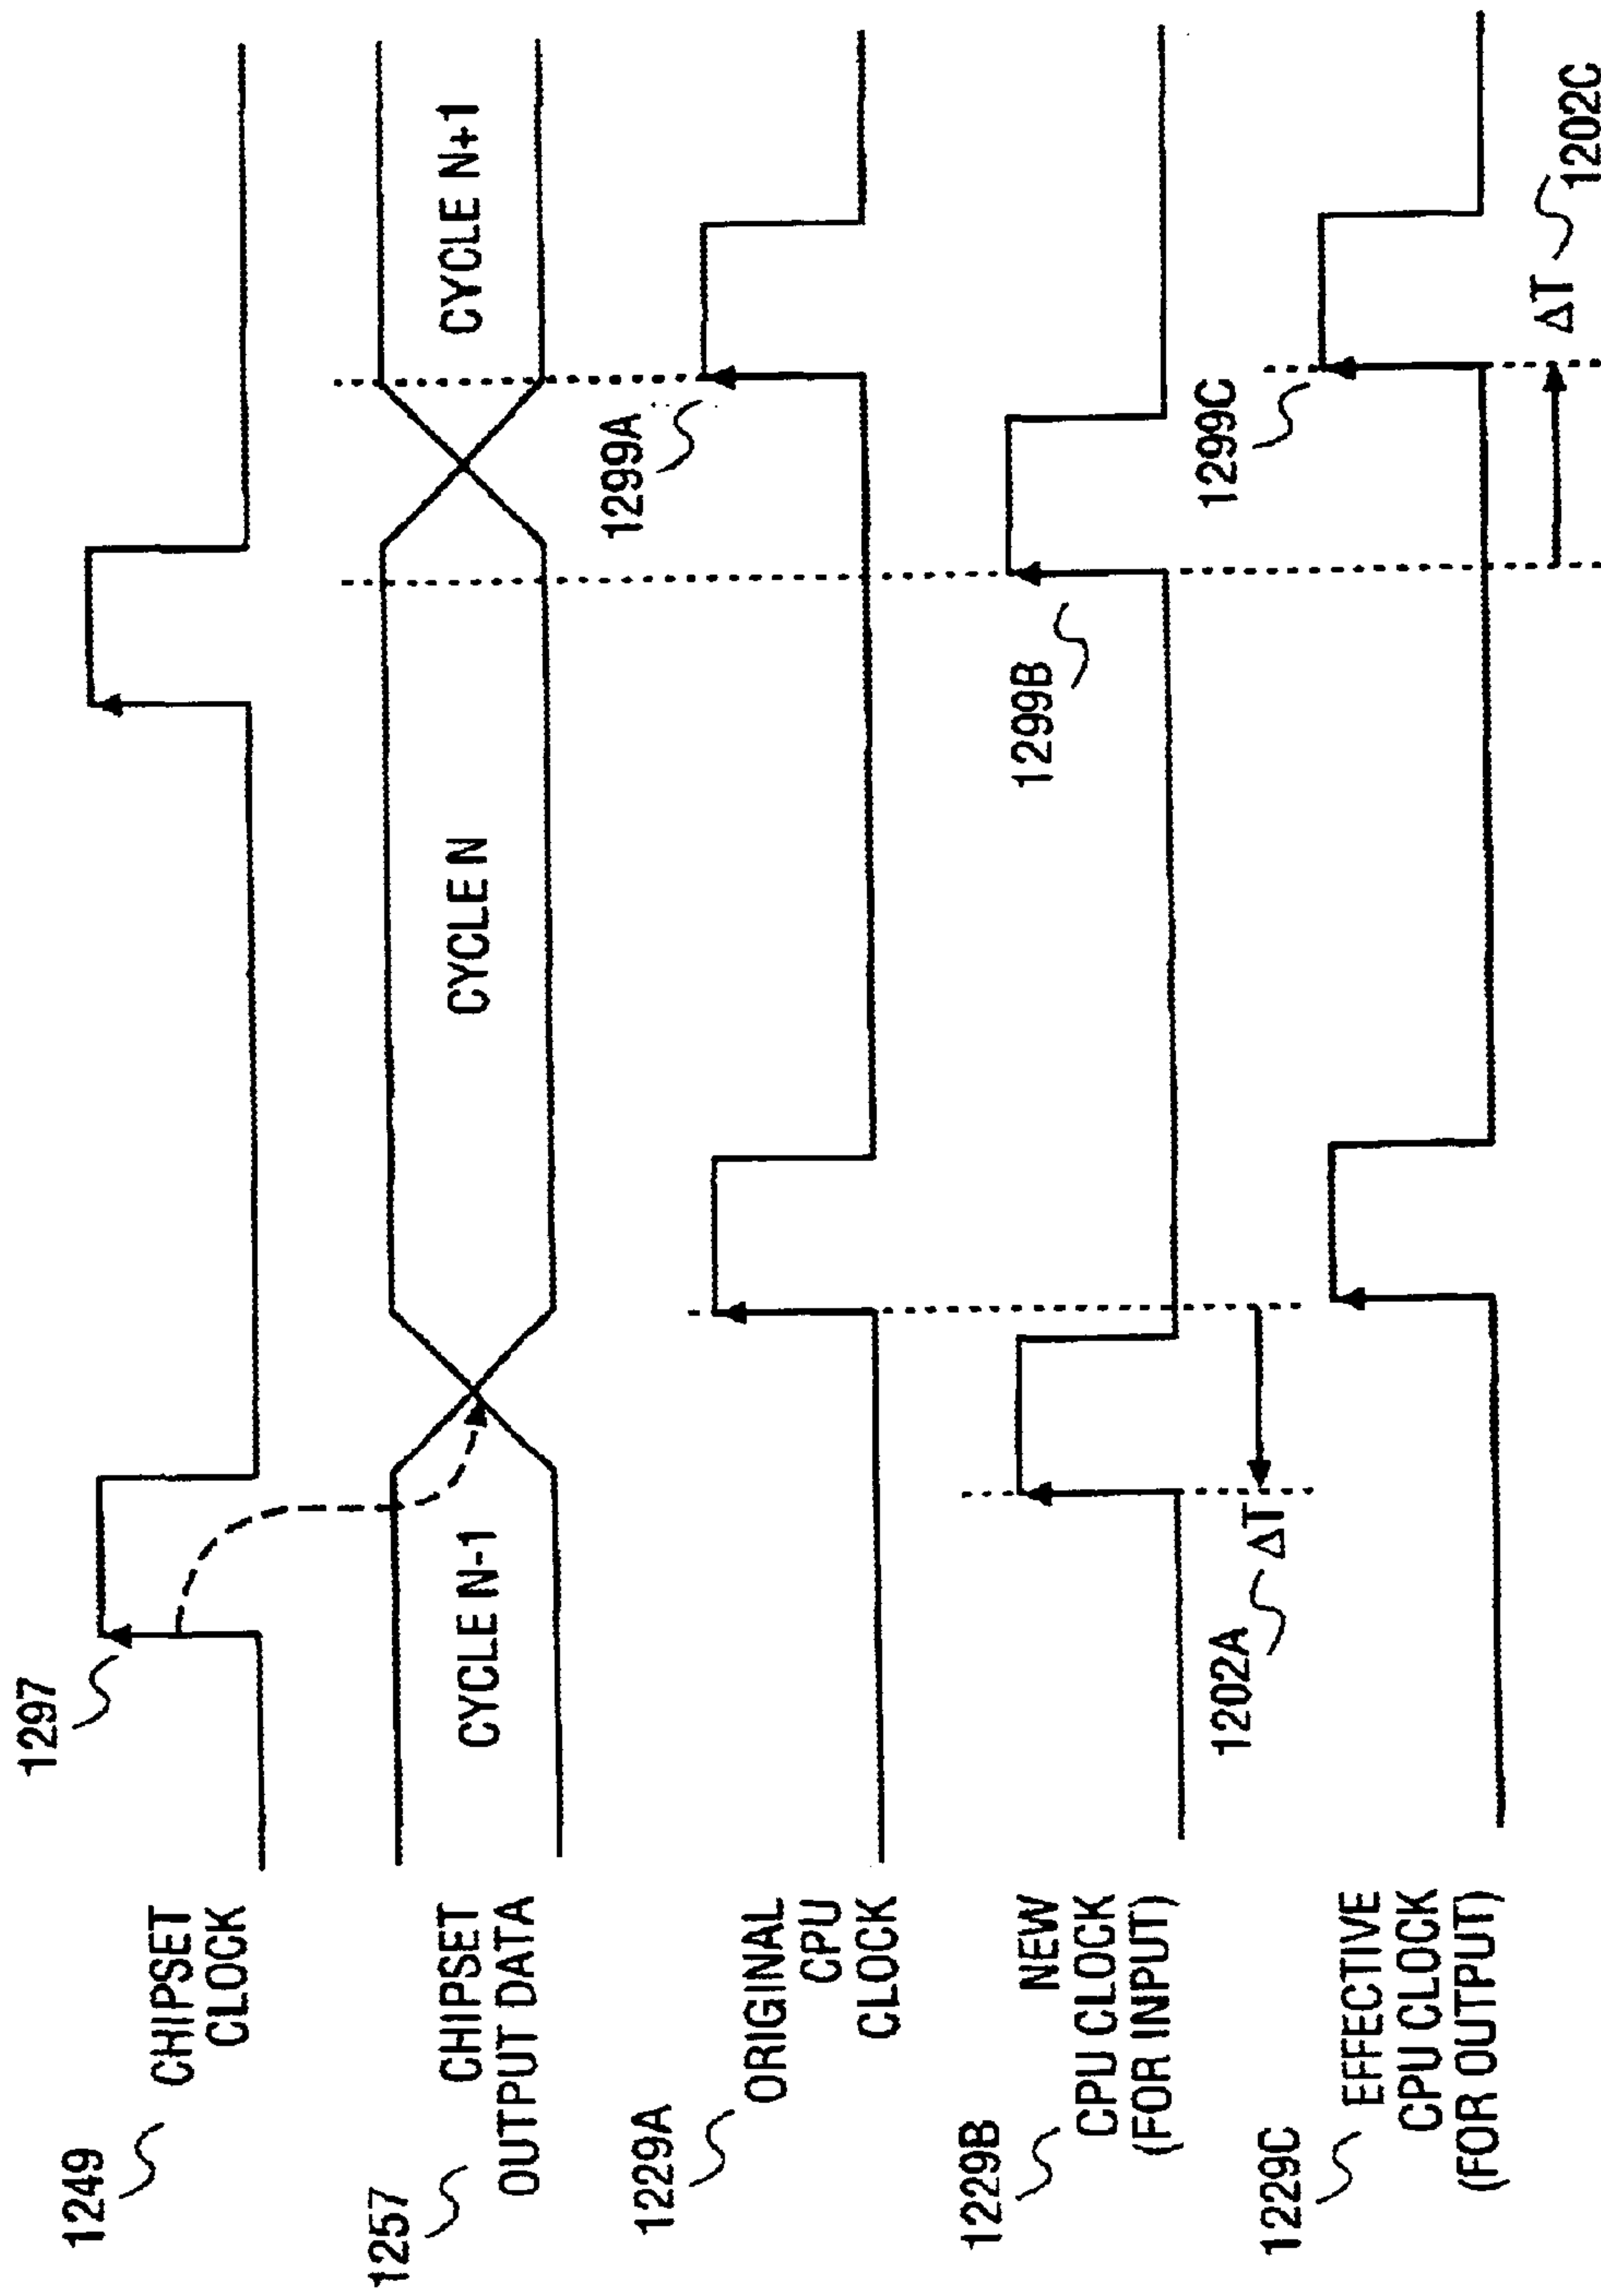 1297
1249
CHIPSET
CLOCK
1257
CHIPSET
OUTPUT DATA
CYCLE N-1
CYCLE N
CYCLE N+1
1229A
ORIGINAL
CPU
CLOCK
1299A
1229B
NEW
CPU CLOCK
(FOR INPUT)
1299B
1202A
ΔT
1229C
EFFECTIVE
CPU CLOCK
(FOR OUTPUT)
1299C
ΔT
1202C